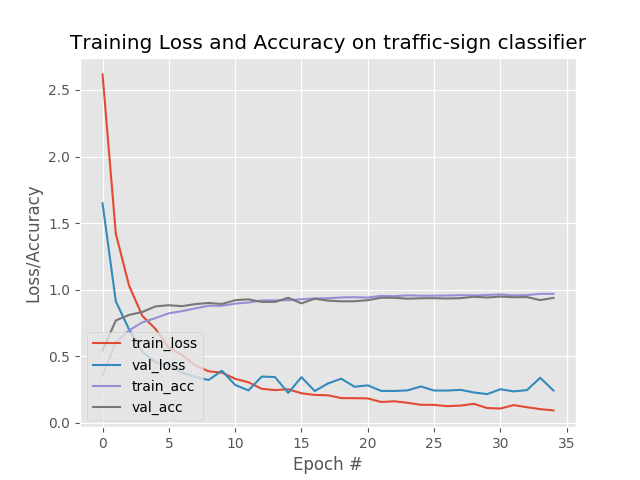 Training Loss and Accuracy on traffic-sign classifier
2.5
2.0
1.5
1.0
0.5
0.0
Loss/Accuracy
train_loss
val_loss
train_acc
val_acc
0 5 10 15 20 25 30 35
Epoch #